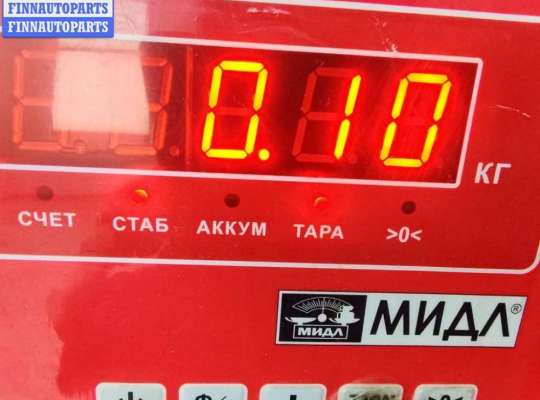 FINNAUTOPARTS
FINNAUTOPARTS
0.10
КГ
СЧЕТ СТАБ АККУМ ТАРА >0<
МИДЛ МИДЛ®